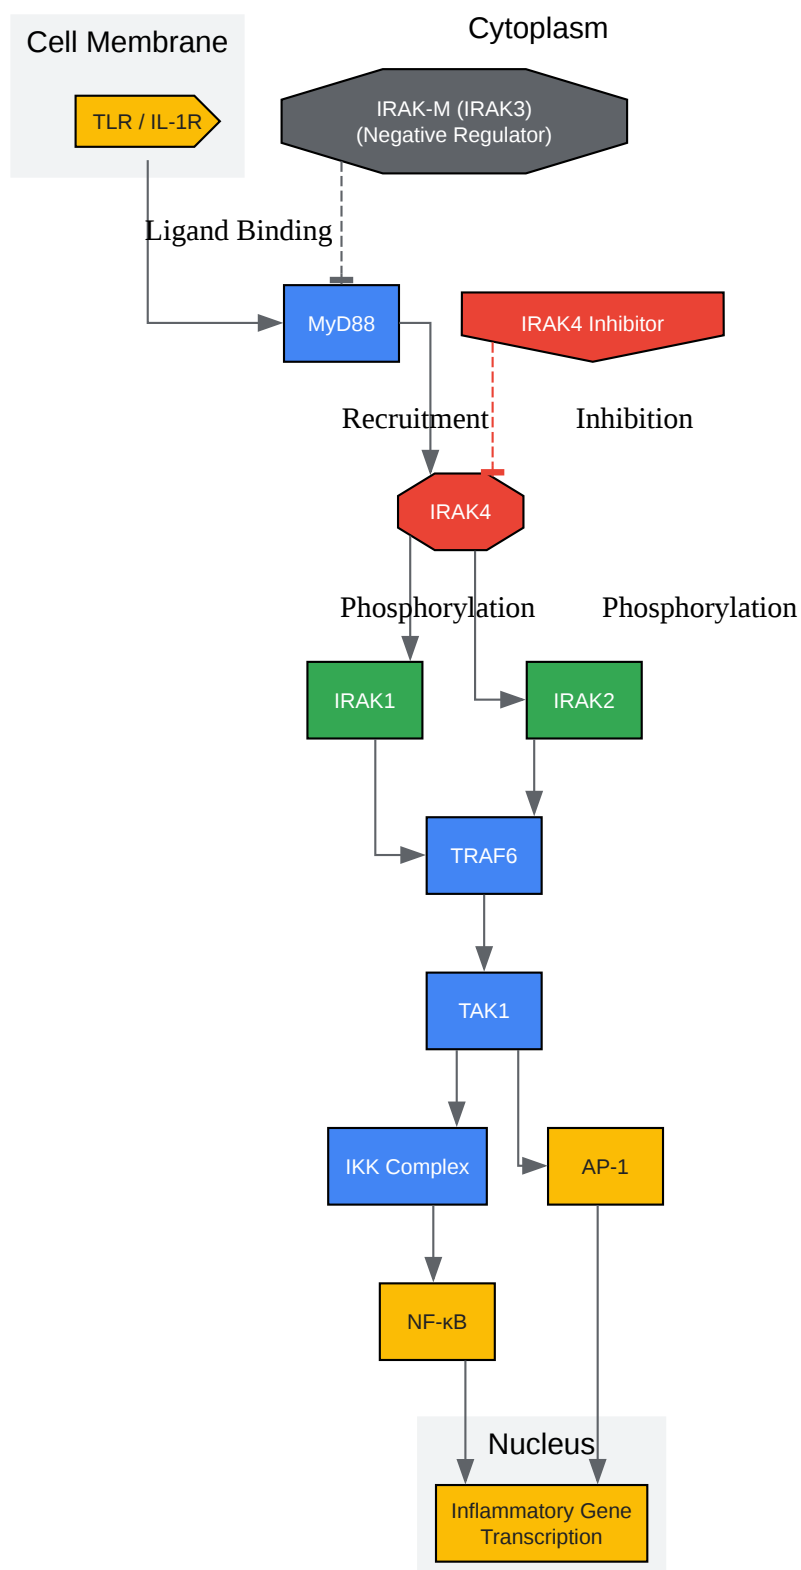 Cytoplasm
Cell Membrane
IRAK-M (IRAK3)
(Negative Regulator)
TLR / IL-1R
Ligand Binding
MyD88
IRAK4 Inhibitor
Recruitment
Inhibition
IRAK4
Phosphorylation
Phosphorylation
IRAK1
IRAK2
TRAF6
TAK1
IKK Complex
AP-1
NF-κB
Nucleus
Inflammatory Gene
Transcription